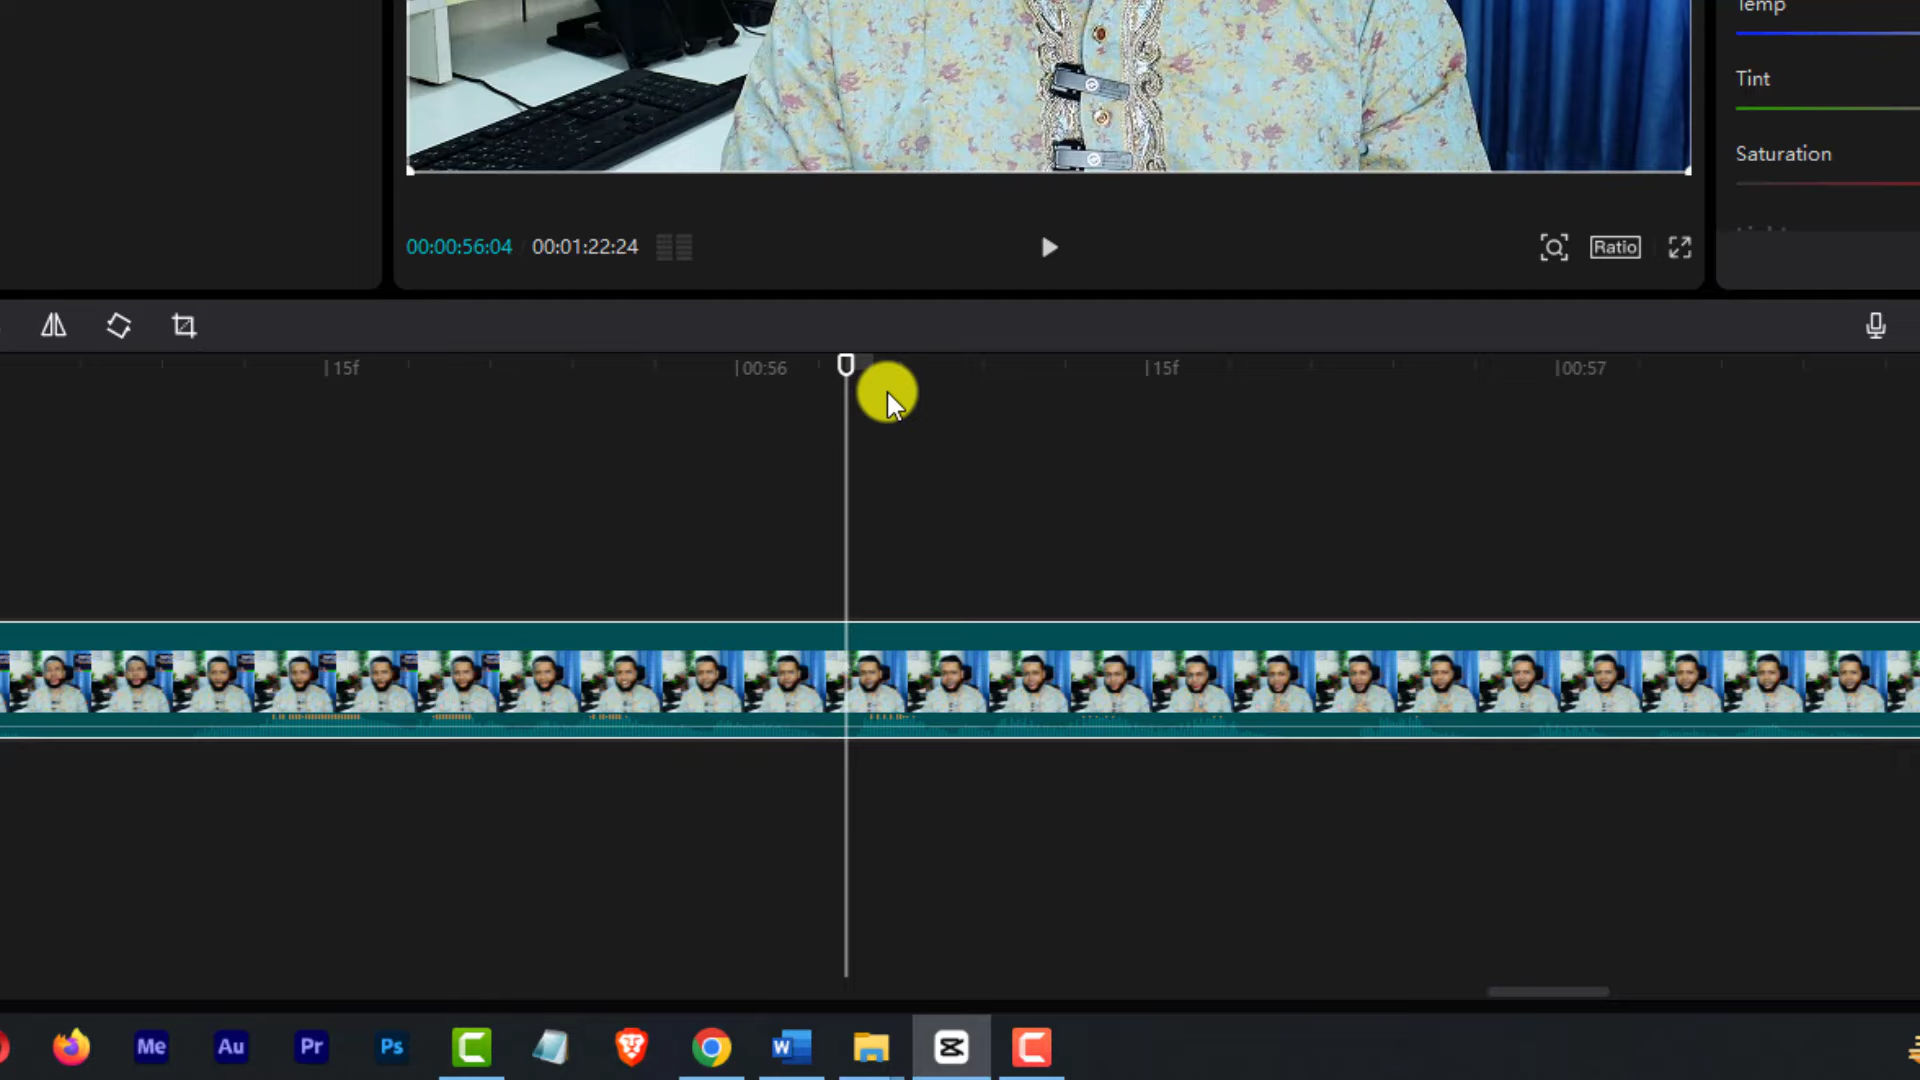 Temp
Tint
Saturation
00:00:56:04 / 00:01:22:24
Ratio
15f 00:56 15f 00:57
Me Au Pr Ps